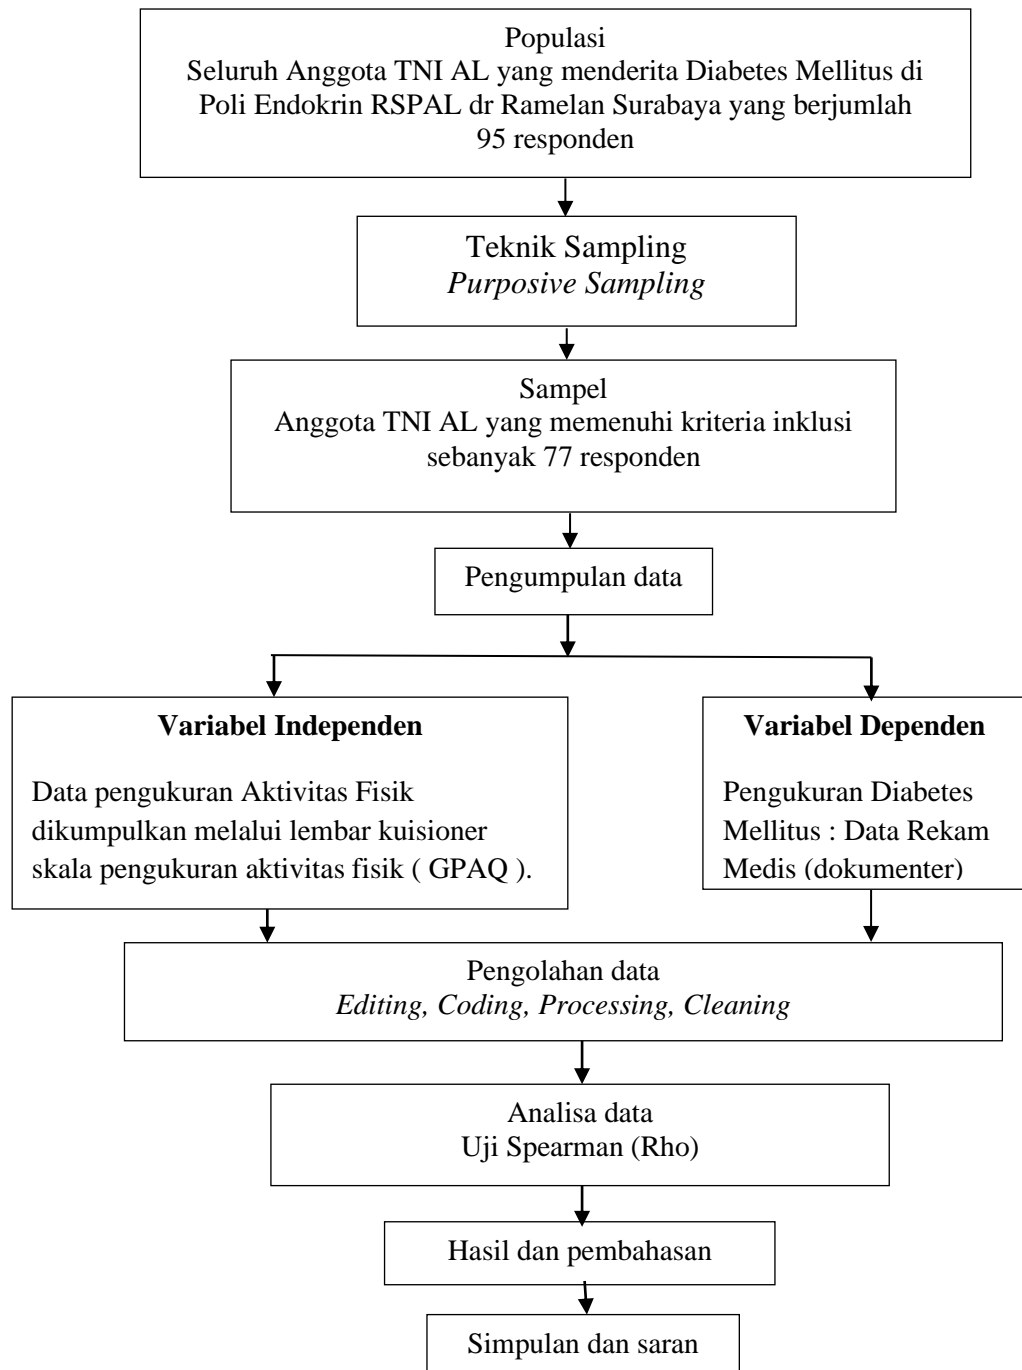 Populasi
Seluruh Anggota TNI AL yang menderita Diabetes Mellitus di
Poli Endokrin RSPAL dr Ramelan Surabaya yang berjumlah
95 responden
Teknik Sampling
Purposive Sampling
Sampel
Anggota TNI AL yang memenuhi kriteria inklusi
sebanyak 77 responden
Pengumpulan data
Variabel Independen
Data pengukuran Aktivitas Fisik
dikumpulkan melalui lembar kuisioner
skala pengukuran aktivitas fisik ( GPAQ ).
Variabel Dependen
Pengukuran Diabetes
Mellitus : Data Rekam
Medis (dokumenter)
Pengolahan data
Editing, Coding, Processing, Cleaning
Analisa data
Uji Spearman (Rho)
Hasil dan pembahasan
Simpulan dan saran